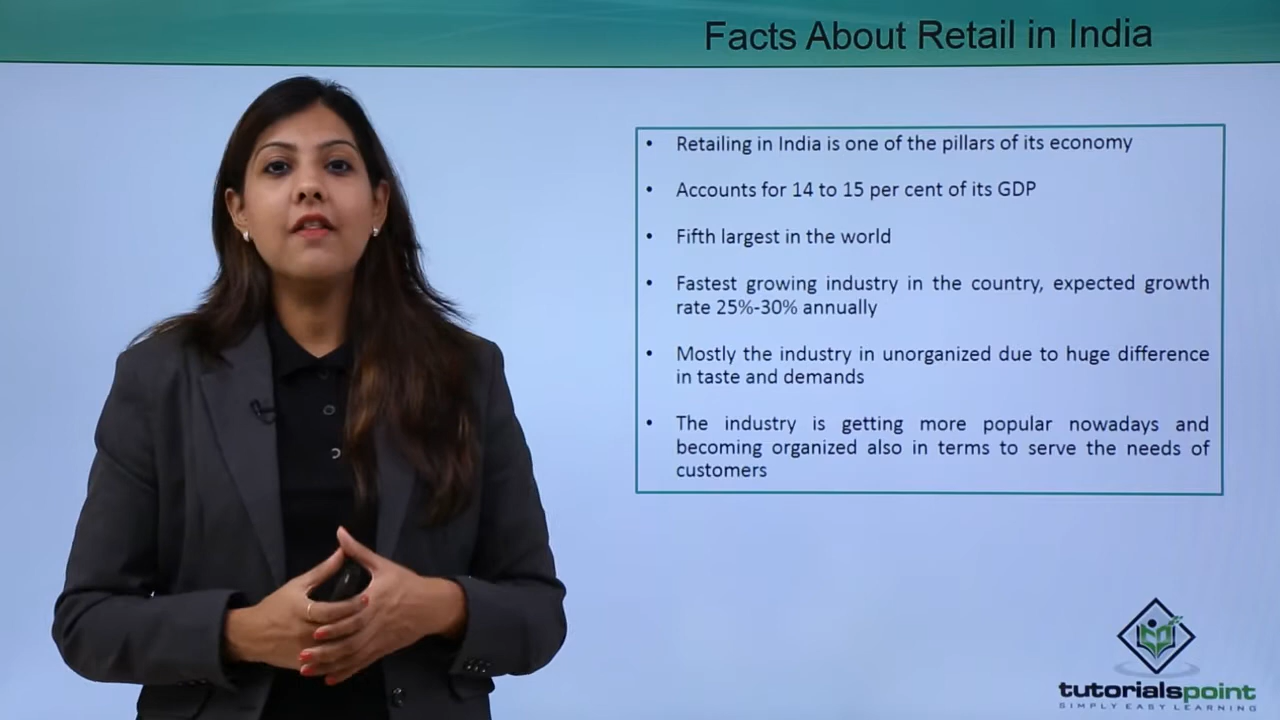 Facts About Retail in India
• Retailing in India is one of the pillars of its economy
• Accounts for 14 to 15 per cent of its GDP
• Fifth largest in the world
• Fastest growing industry in the country, expected growth
rate 25%-30% annually
• Mostly the industry in unorganized due to huge difference
in taste and demands
• The industry is getting more popular nowadays and
becoming organized also in terms to serve the needs of
customers
tutorialspoint
SIMPLY EASY LEARNING